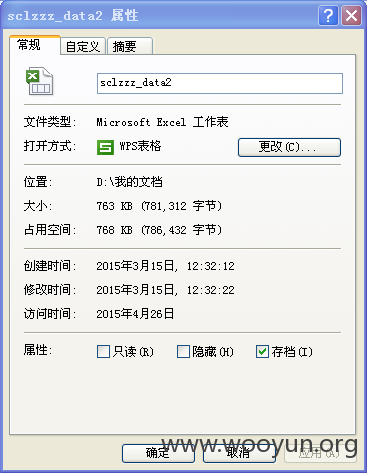 sclzzz_data2 属性
常规 自定义 摘要
sclzzz_data2
文件类型: Microsoft Excel 工作表
打开方式: WPS表格 更改(C)...
位置: D:\我的文档
大小: 763 KB (781,312 字节)
占用空间: 768 KB (786,432 字节)
创建时间: 2015年3月15日, 12:32:12
修改时间: 2015年3月15日, 12:32:22
访问时间: 2015年4月26日
属性: 只读(R) 隐藏(H) 存档(I)
确定 取消 应用(A)
www.wooyun.org